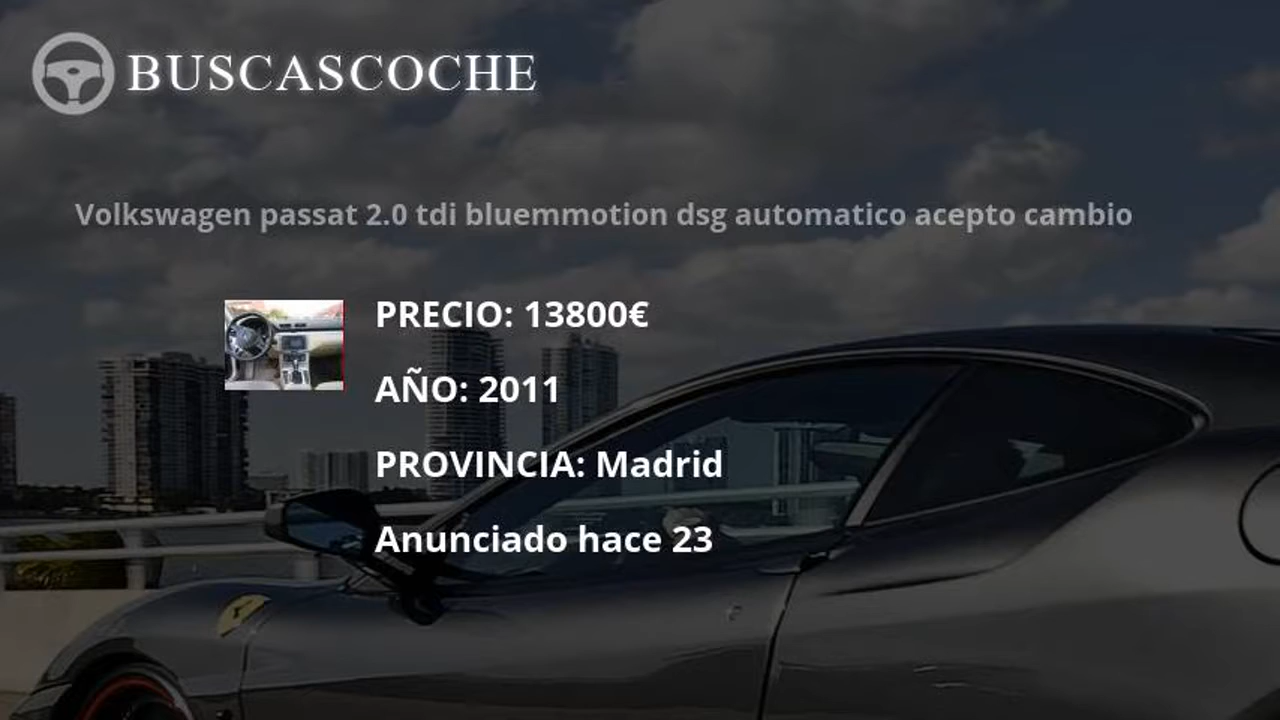 BUSCASCOCHE
Volkswagen passat 2.0 tdi bluemmotion dsg automatico acepto cambio
PRECIO: 13800€
AÑO: 2011
PROVINCIA: Madrid
Anunciado hace 23